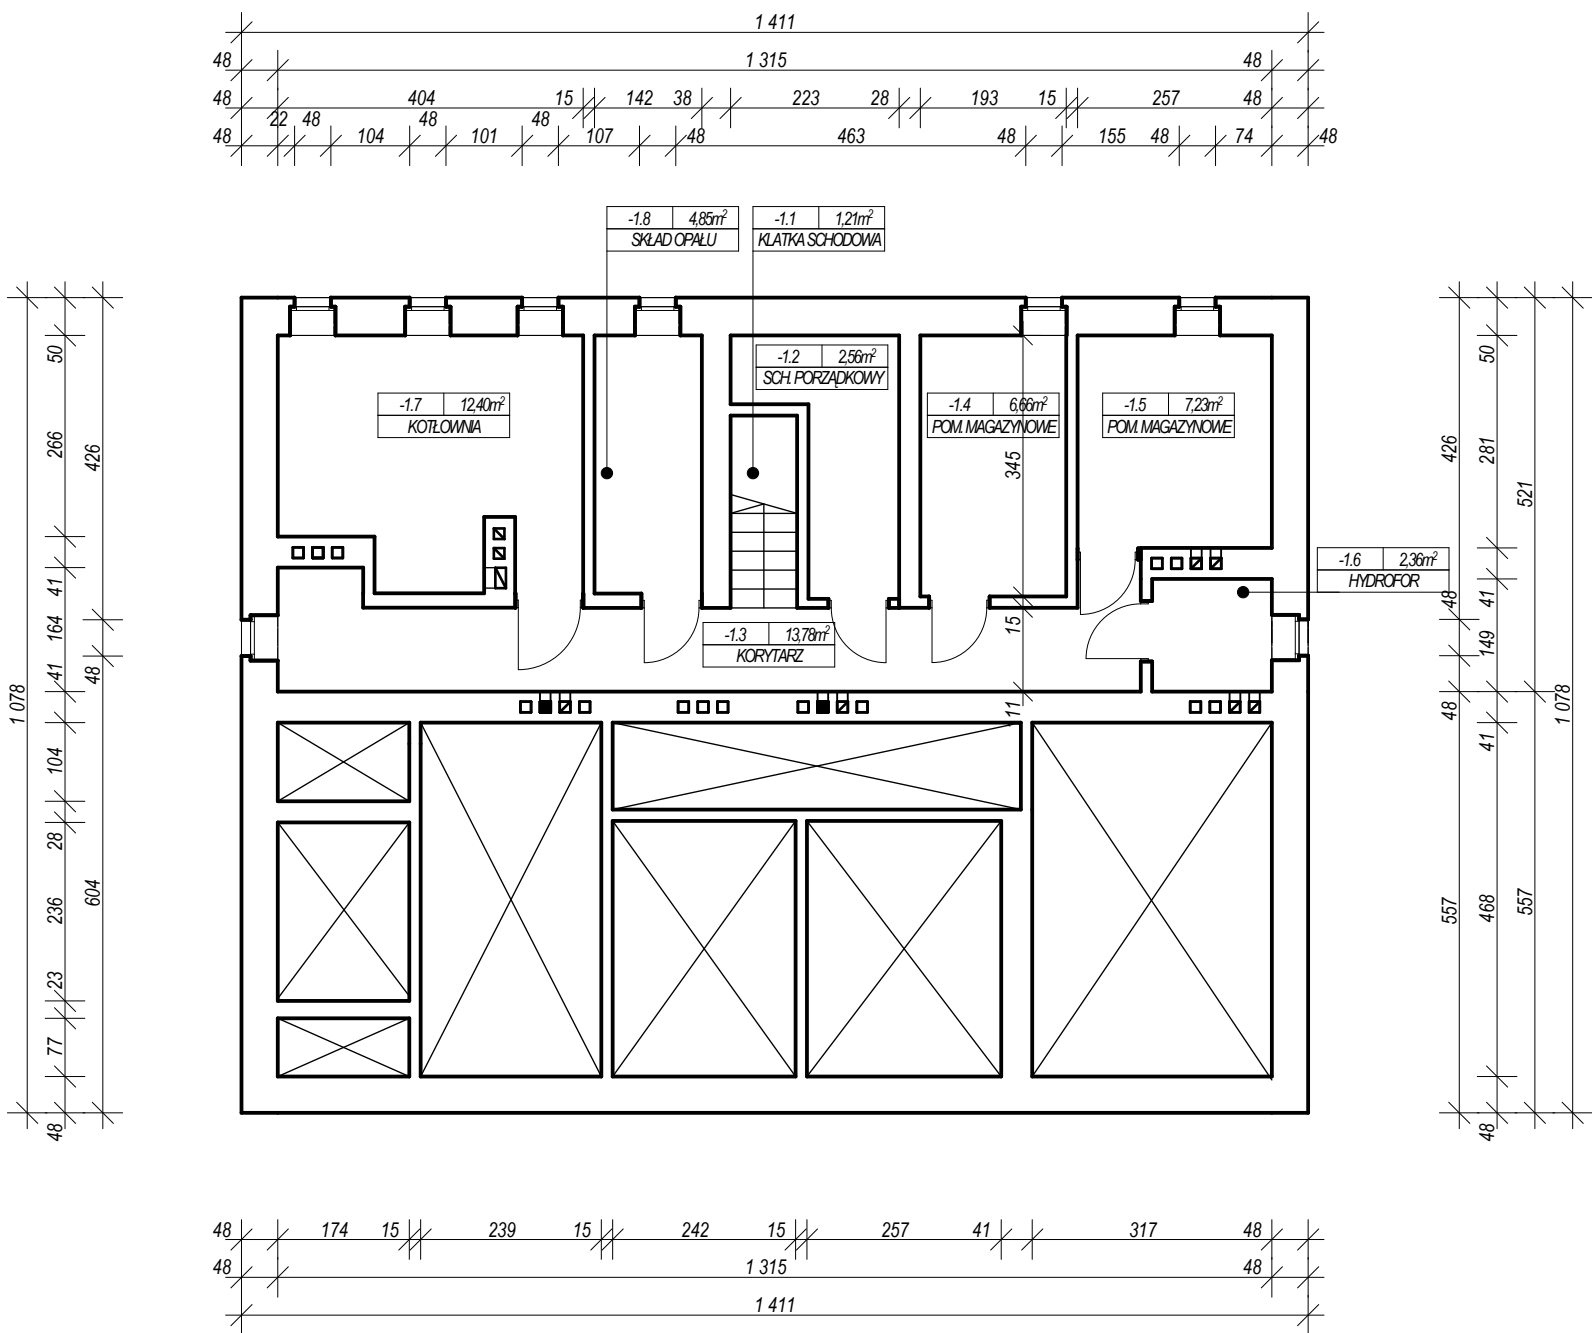 1 411
48 1 315 48
48 404 15 142 38 223 28 193 15 257 48
48 22 48 104 48 101 48 107 48 463 48 155 48 74 48
-1.8 4,85m²
SKŁAD OPAŁU
-1.1 1,21m²
KLATKA SCHODOWA
-1.2 2,56m²
SCH. PORZĄDKOWY
-1.7 12,40m²
KOTŁOWNIA
-1.4 6,66m²
POM. MAGAZYNOWE
-1.5 7,23m²
POM. MAGAZYNOWE
-1.6 2,36m²
HYDROFOR
-1.3 13,78m²
KORYTARZ
345
15
11
1 078
50
266
41
164
41
104
28
236
23
77
48
426
48
604
426
48
48
557
50
281
41
149
41
468
48
521
557
1 078
48 174 15 239 15 242 15 257 41 317 48
48 1 315 48
1 411